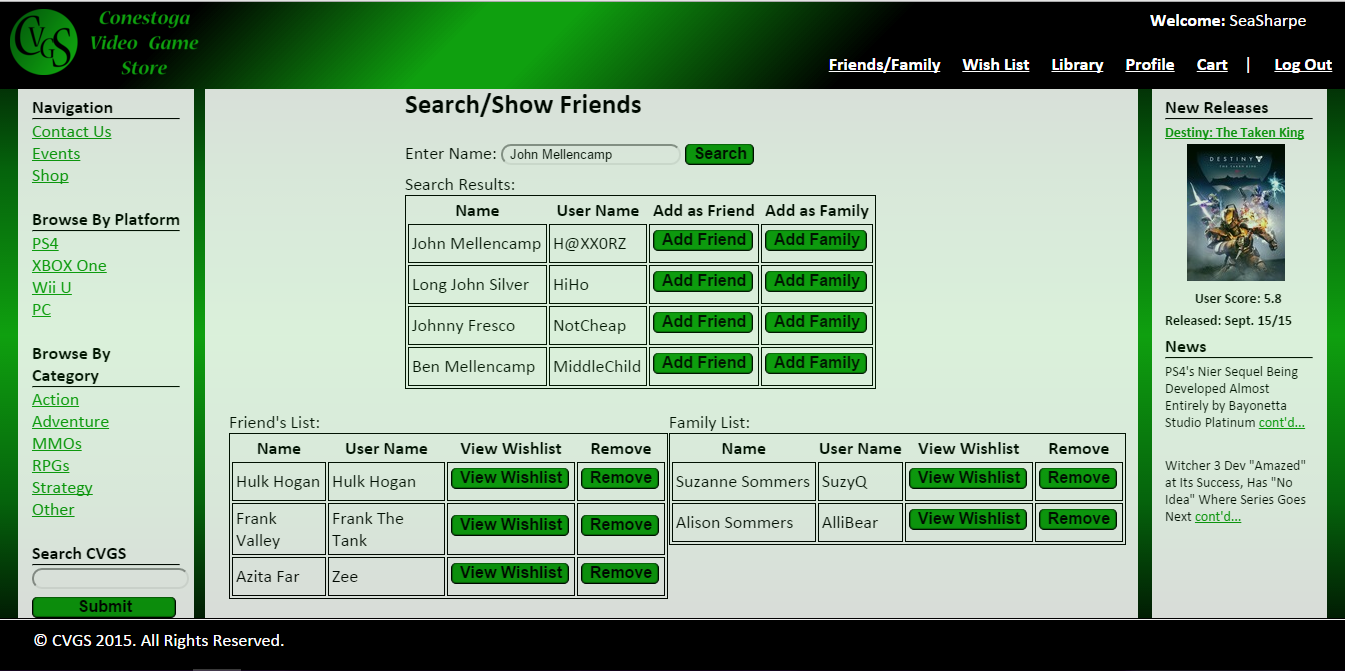 CVGS
Conestoga
Video Game
Store
Welcome: SeaSharpe
Friends/Family Wish List Library Profile Cart | Log Out
Navigation
Contact Us
Events
Shop
Browse By Platform
PS4
XBOX One
Wii U
PC
Browse By
Category
Action
Adventure
MMOs
RPGs
Strategy
Other
Search CVGS
Submit
Search/Show Friends
Enter Name: John Mellencamp Search
Search Results:
Name User Name Add as Friend Add as Family
John Mellencamp H@XX0RZ Add Friend Add Family
Long John Silver HiHo Add Friend Add Family
Johnny Fresco NotCheap Add Friend Add Family
Ben Mellencamp MiddleChild Add Friend Add Family
Friend's List:
Name User Name View Wishlist Remove
Hulk Hogan Hulk Hogan View Wishlist Remove
Frank
Valley
Frank The
Tank
View Wishlist Remove
Azita Far Zee View Wishlist Remove
Family List:
Name User Name View Wishlist Remove
Suzanne Sommers SuzyQ View Wishlist Remove
Alison Sommers AlliBear View Wishlist Remove
New Releases
Destiny: The Taken King
DESTINY
THE TAKEN KING
User Score: 5.8
Released: Sept. 15/15
News
PS4's Nier Sequel Being
Developed Almost
Entirely by Bayonetta
Studio Platinum cont'd...
Witcher 3 Dev "Amazed"
at Its Success, Has "No
Idea" Where Series Goes
Next cont'd...
© CVGS 2015. All Rights Reserved.